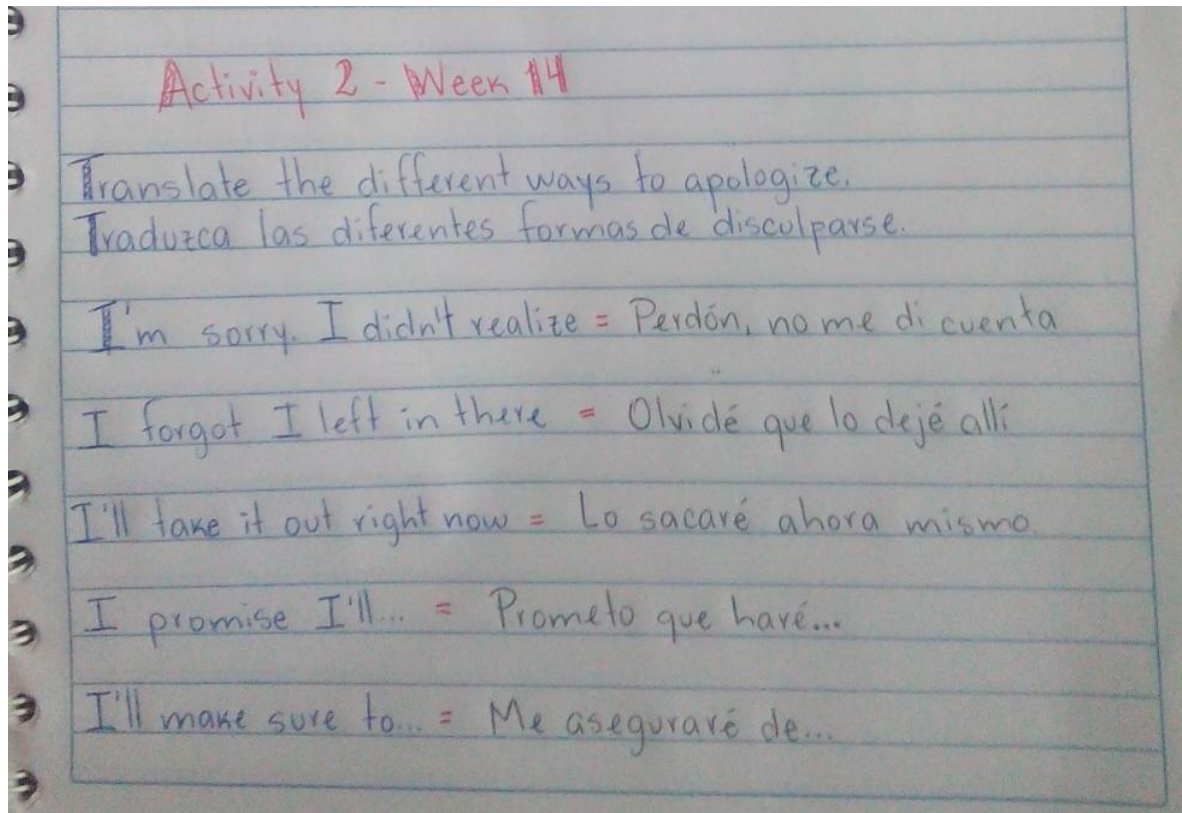 Activity 2 - Week 14
Translate the different ways to apologize.
Traduzca las diferentes formas de disculparse.
I'm sorry. I didn't realize = Perdón, no me di cuenta
I forgot I left in there = Olvidé que lo dejé allí
I'll take it out right now = Lo sacaré ahora mismo
I promise I'll... = Prometo que haré...
I'll make sure to... = Me aseguraré de...